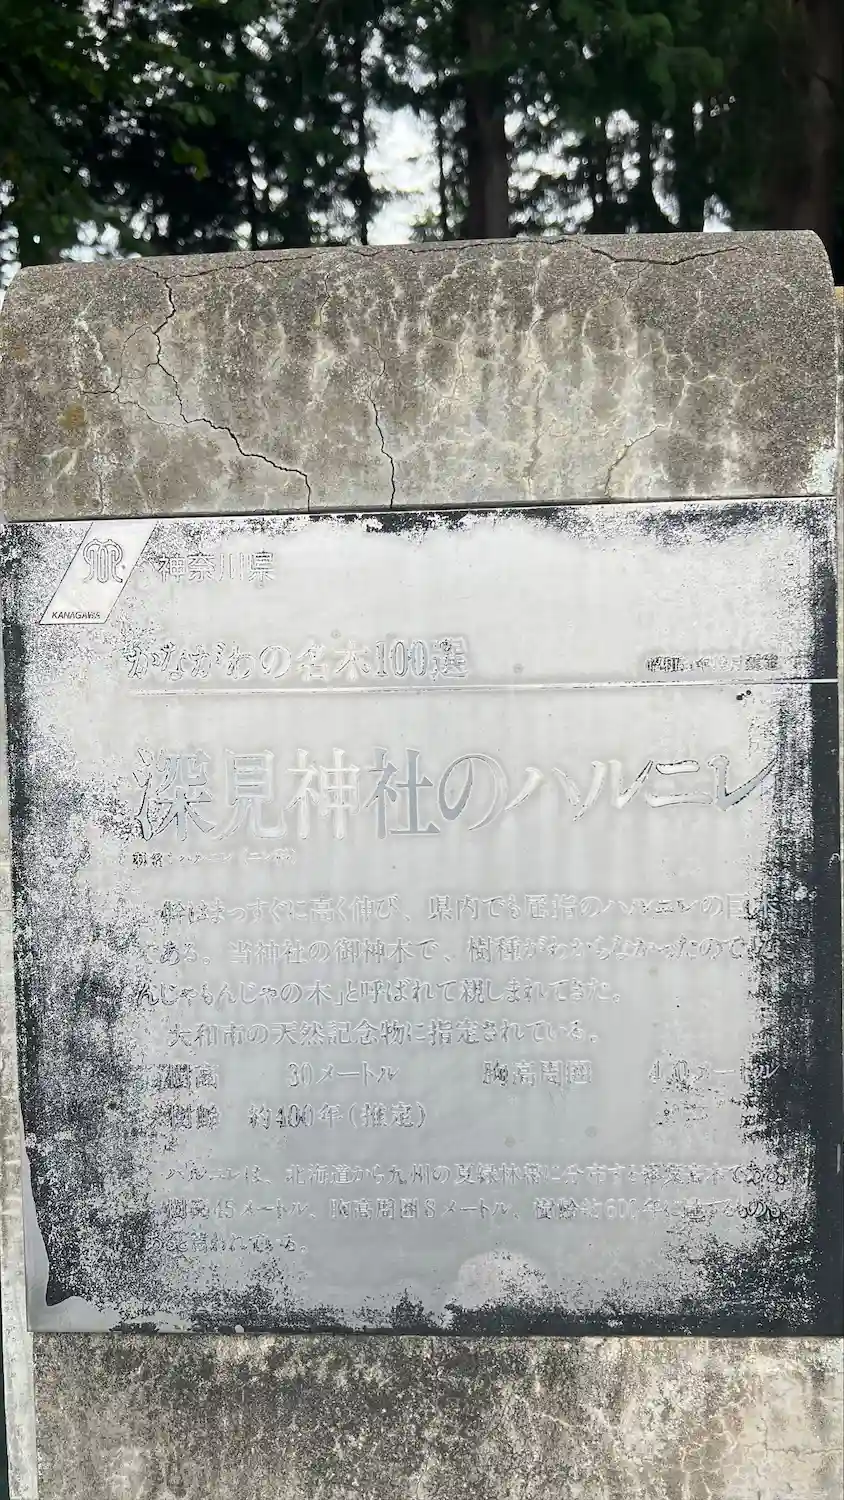 神奈川県
KANAGAWA
かながわの名木100選
深見神社のハルニレ
幹はまっすぐに高く伸び、県内でも屈指のハルニレの巨木
である。当神社の御神木で、樹種がわからなかったので「な
んじゃもんじゃの木」と呼ばれて親しまれてきた。
大和市の天然記念物に指定されている。
樹高 30メートル 胸高周囲
樹齢 約400年(推定)
ハルニレは、北海道から九州の夏緑林帯に分布する落葉高木である。
樹高45メートル、胸高周囲8メートル、樹齢約600年に達するものも
あると言われている。